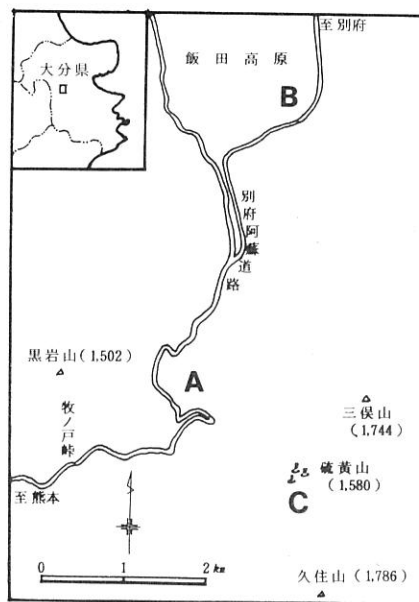 大分県
至別府
飯田高原
B
別府阿蘇道路
黒岩山(1,502)
A
牧ノ戸峠
三俣山
(1,744)
硫黄山
(1,580)
C
至熊本
0 1 2 km
久住山(1,786)